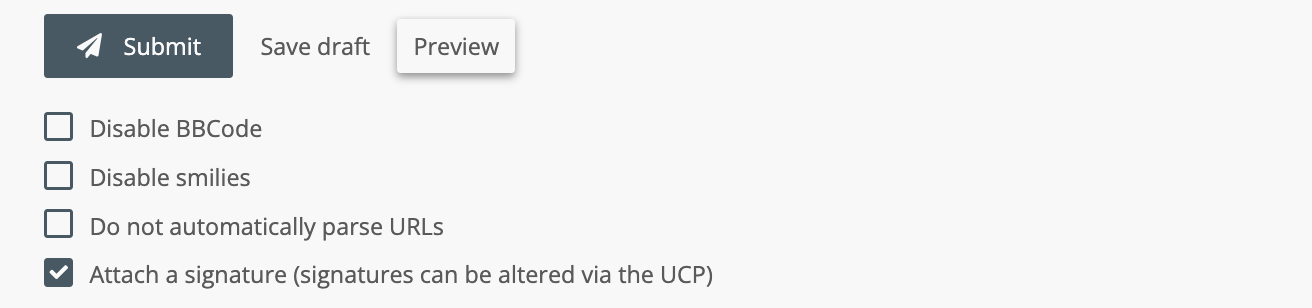 Submit Save draft Preview
Disable BBCode
Disable smilies
Do not automatically parse URLs
Attach a signature (signatures can be altered via the UCP)